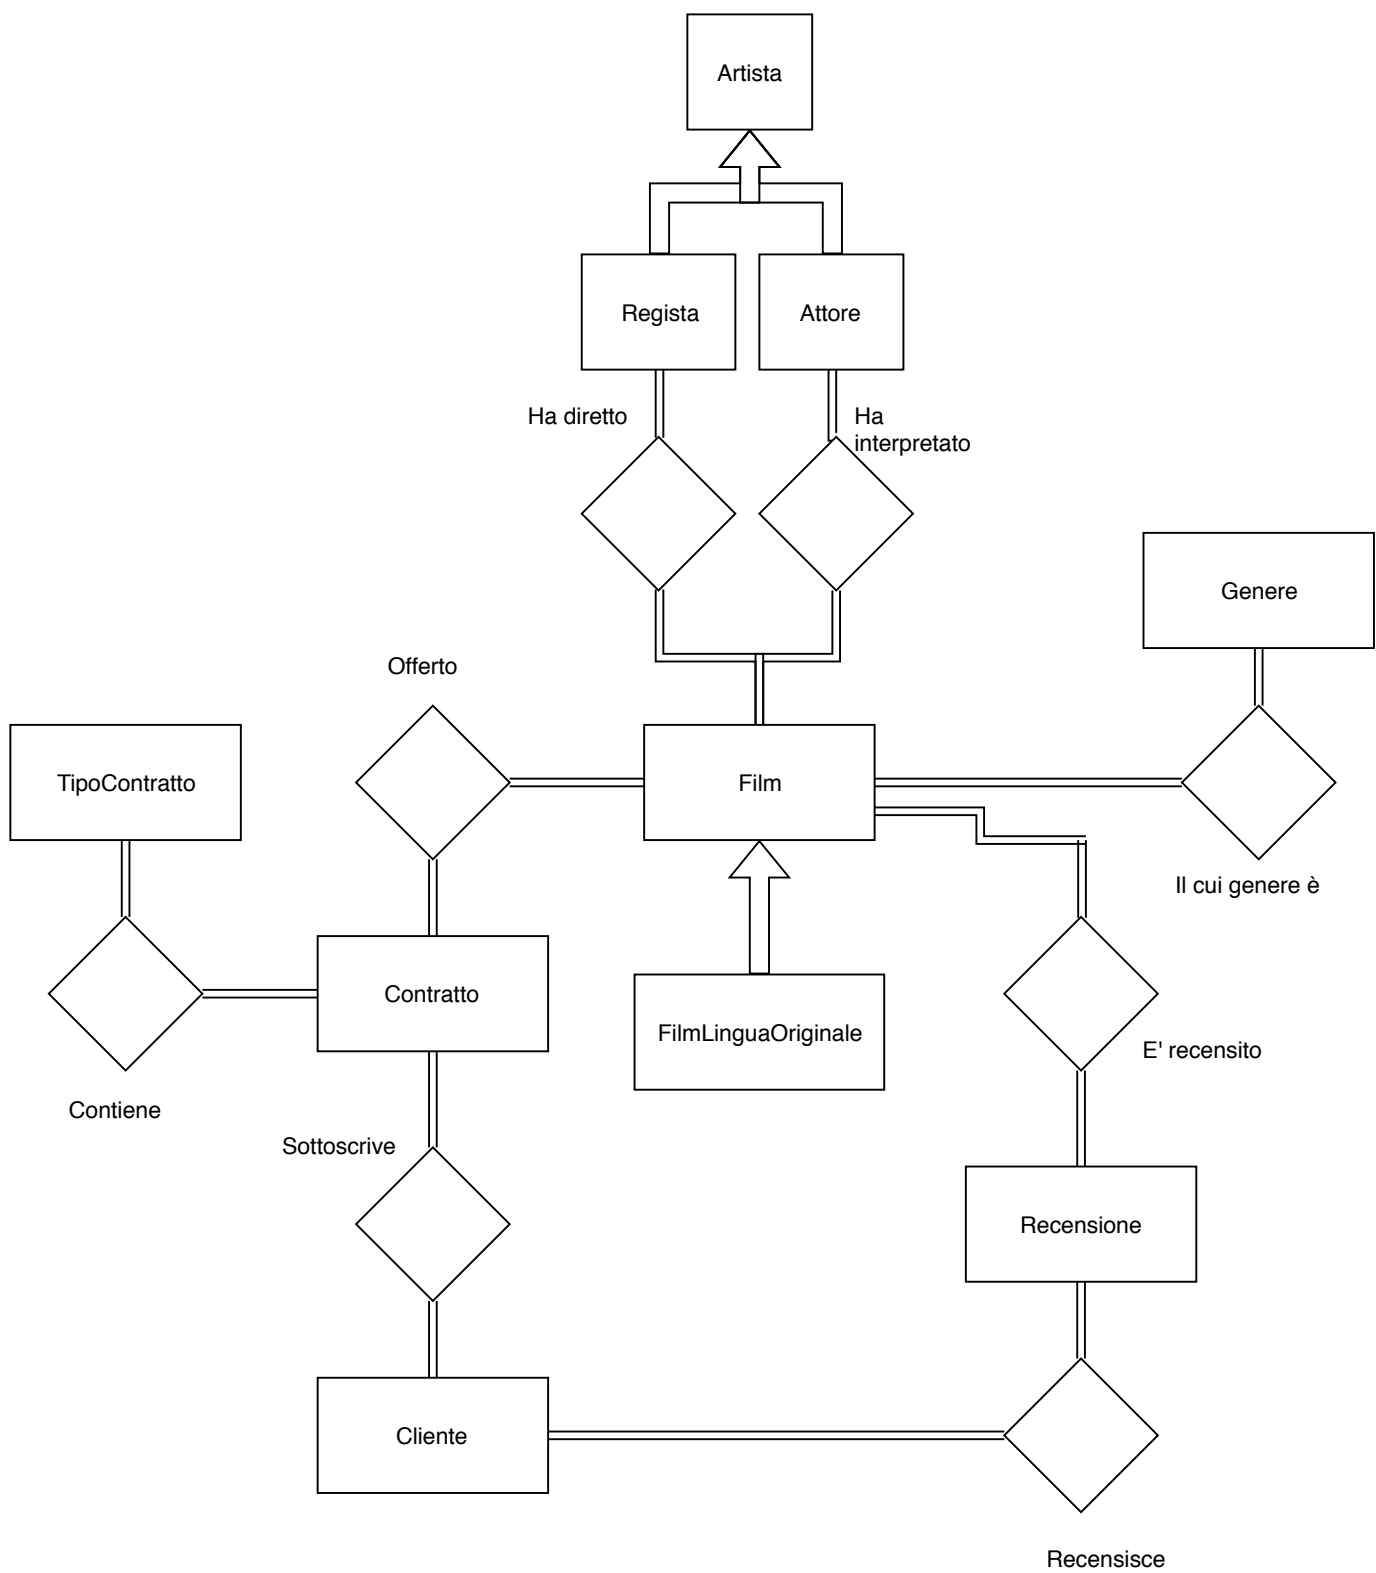 Artista
Regista
Attore
Ha diretto
Ha
interpretato
Genere
Offerto
TipoContratto
Film
Il cui genere è
Contratto
FilmLinguaOriginale
E' recensito
Contiene
Sottoscrive
Recensione
Cliente
Recensisce